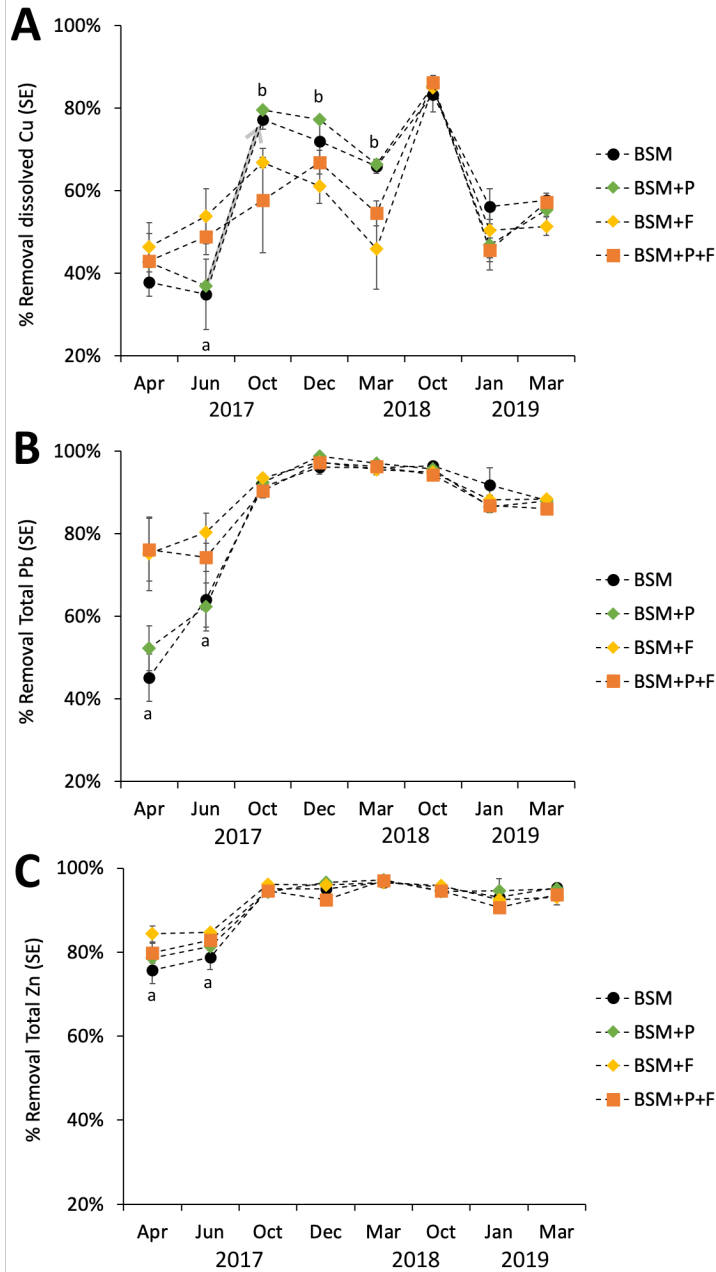 A
100%
80%
60%
40%
20%
% Removal dissolved Cu (SE)
b
b
b
a
Apr Jun Oct Dec Mar Oct Jan Mar
2017 2018 2019
BSM
BSM+P
BSM+F
BSM+P+F
B
100%
80%
60%
40%
20%
% Removal Total Pb (SE)
a
a
Apr Jun Oct Dec Mar Oct Jan Mar
2017 2018 2019
BSM
BSM+P
BSM+F
BSM+P+F
C
100%
80%
60%
40%
20%
% Removal Total Zn (SE)
a
a
Apr Jun Oct Dec Mar Oct Jan Mar
2017 2018 2019
BSM
BSM+P
BSM+F
BSM+P+F